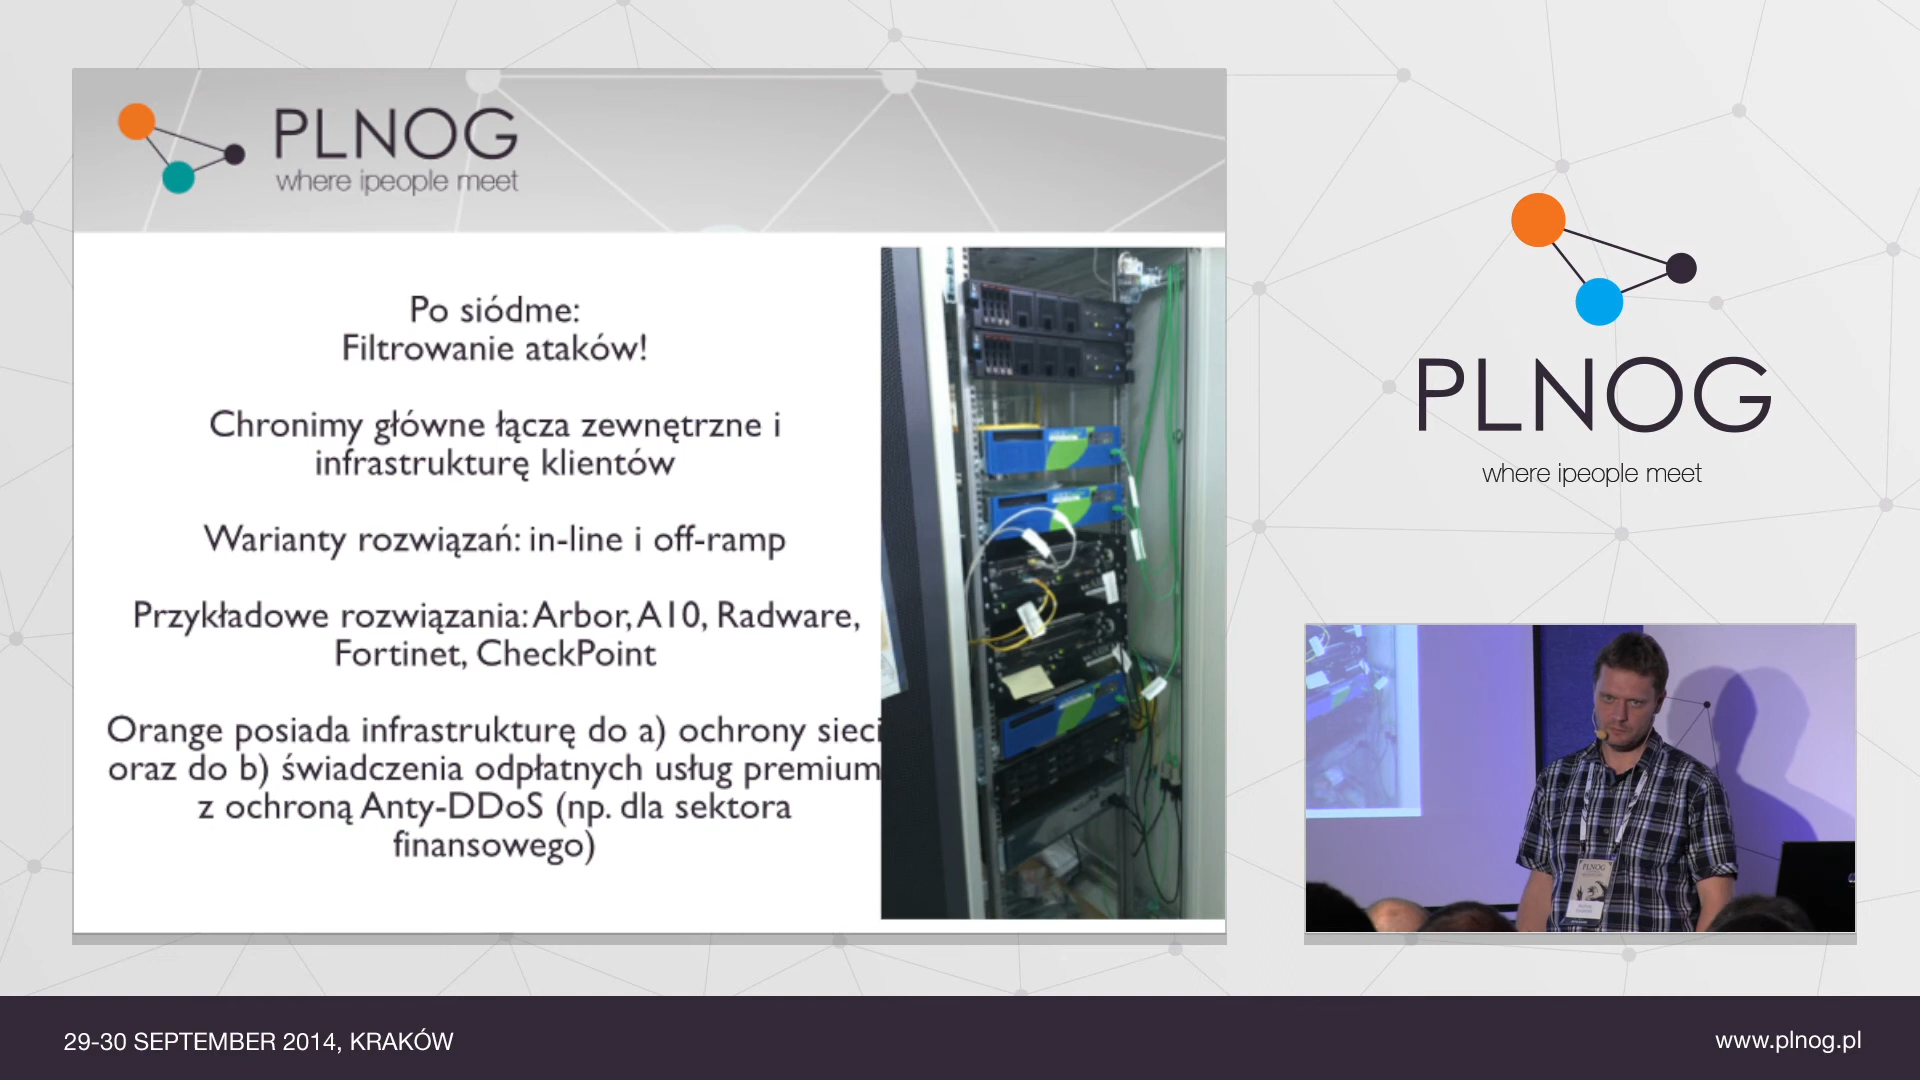 PLNOG
where ipeople meet
Po siódme:
Filtrowanie ataków!
Chronimy główne łącza zewnętrzne i
infrastrukturę klientów
Warianty rozwiązań: in-line i off-ramp
Przykładowe rozwiązania: Arbor, A10, Radware,
Fortinet, CheckPoint
Orange posiada infrastrukturę do a) ochrony sieci
oraz do b) świadczenia odpłatnych usług premium
z ochroną Anty-DDoS (np. dla sektora
finansowego)
PLNOG
where ipeople meet
PLNOG
29-30 SEPTEMBER 2014, KRAKÓW
www.plnog.pl